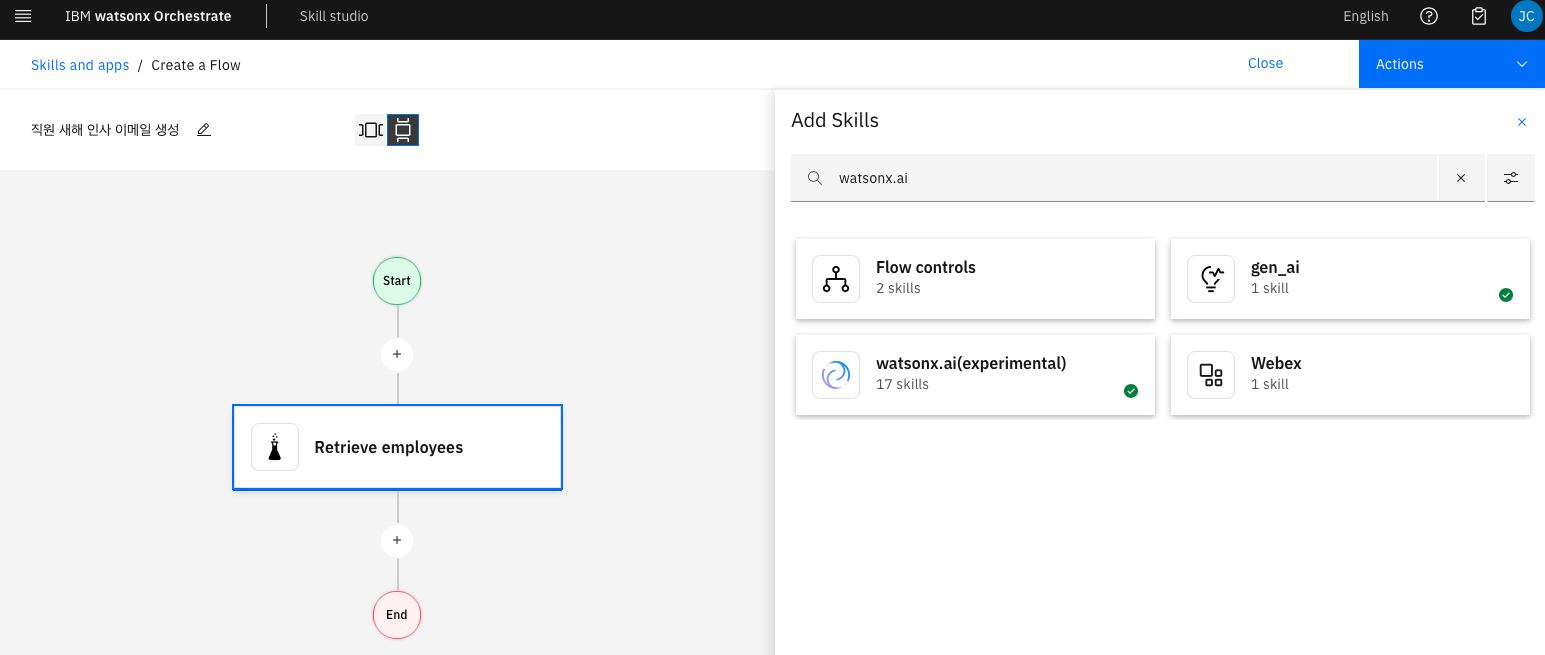 IBM watsonx Orchestrate
Skill studio
English
JC
Skills and apps / Create a Flow
Close
Actions
직원 새해 인사 이메일 생성
Start
+
Retrieve employees
+
End
Add Skills
watsonx.ai
Flow controls
2 skills
gen_ai
1 skill
watsonx.ai(experimental)
17 skills
Webex
1 skill